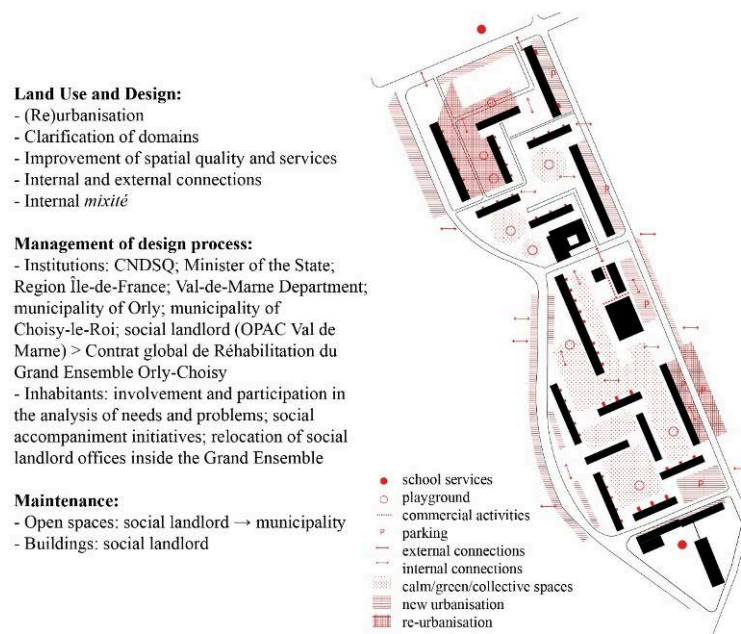 Land Use and Design:
- (Re)urbanisation
- Clarification of domains
- Improvement of spatial quality and services
- Internal and external connections
- Internal mixité
Management of design process:
- Institutions: CNDSQ; Minister of the State;
Region Île-de-France; Val-de-Marne Department;
municipality of Orly; municipality of
Choisy-le-Roi; social landlord (OPAC Val de
Marne) > Contrat global de Réhabilitation du
Grand Ensemble Orly-Choisy
- Inhabitants: involvement and participation in
the analysis of needs and problems; social
accompaniment initiatives; relocation of social
landlord offices inside the Grand Ensemble
Maintenance:
- Open spaces: social landlord → municipality
- Buildings: social landlord
P
P
P
P
P
P
P
school services
playground
commercial activities
P parking
external connections
internal connections
calm/green/collective spaces
new urbanisation
re-urbanisation